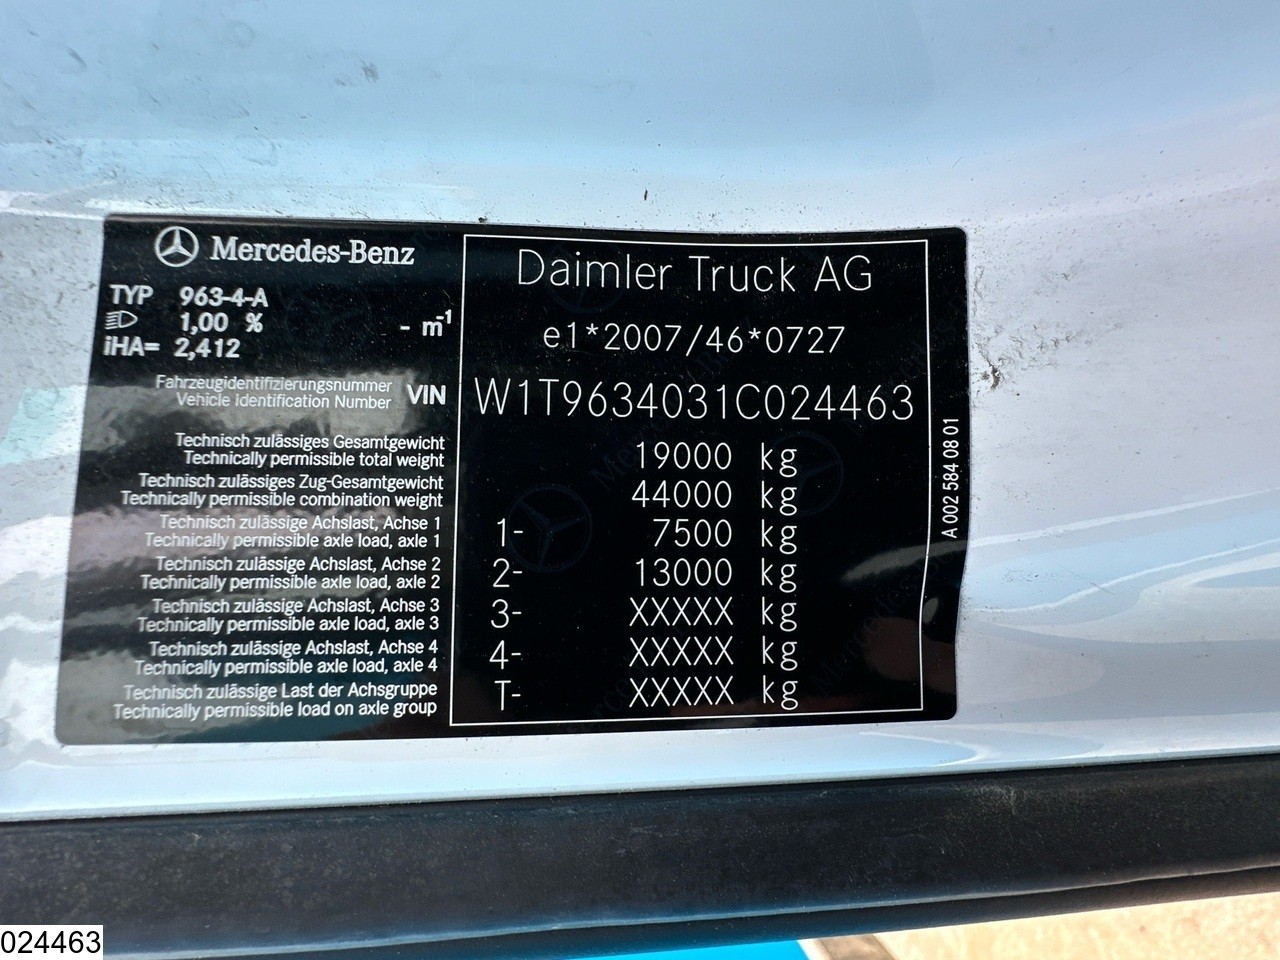 Mercedes-Benz
TYP 963-4-A
1,00 %
- m-1
iHA= 2,412
Daimler Truck AG
e1*2007/46*0727
Fahrzeugidentifizierungsnummer
Vehicle Identification Number
VIN
W1T9634031C024463
Technisch zulässiges Gesamtgewicht
Technically permissible total weight
19000 kg
Technisch zulässiges Zug-Gesamtgewicht
Technically permissible combination weight
44000 kg
Technisch zulässige Achslast, Achse 1
Technically permissible axle load, axle 1
1- 7500 kg
Technisch zulässige Achslast, Achse 2
Technically permissible axle load, axle 2
2- 13000 kg
Technisch zulässige Achslast, Achse 3
Technically permissible axle load, axle 3
3- XXXXX kg
Technisch zulässige Achslast, Achse 4
Technically permissible axle load, axle 4
4- XXXXX kg
Technisch zulässige Last der Achsgruppe
Technically permissible load on axle group
T- XXXXX kg
A 002 584 08 01
024463